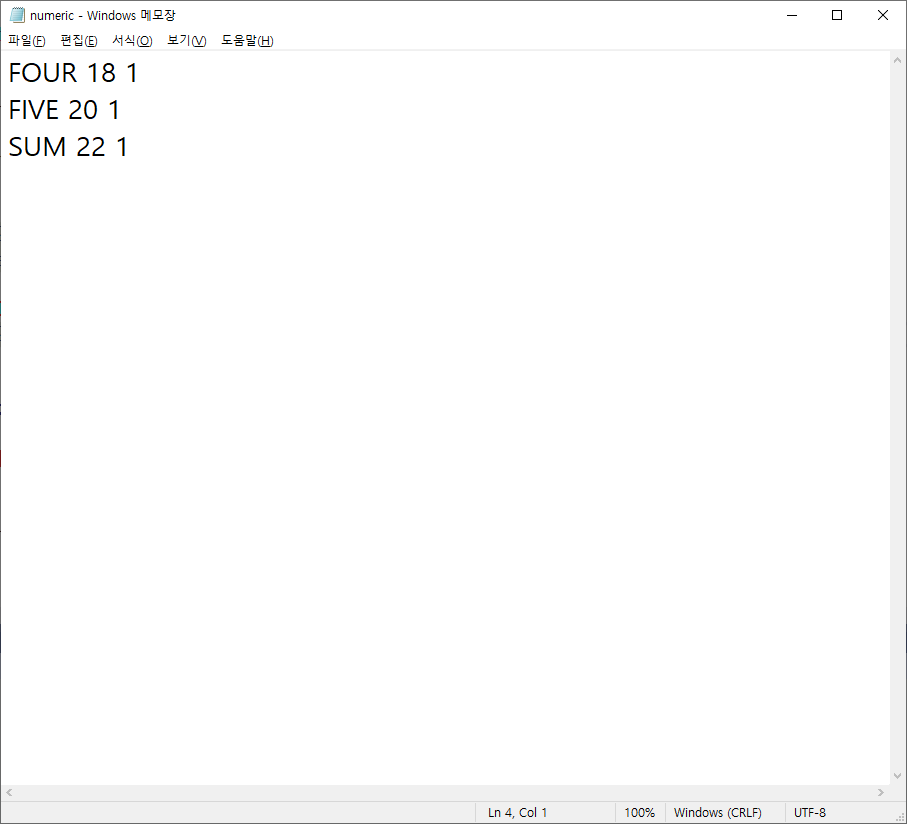 numeric - Windows 메모장
파일(F) 편집(E) 서식(O) 보기(V) 도움말(H)
FOUR 18 1
FIVE 20 1
SUM 22 1
Ln 4, Col 1 100% Windows (CRLF) UTF-8